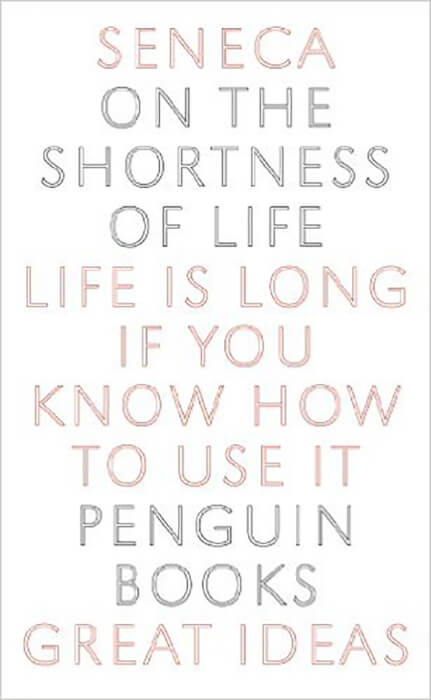 SENECA
ON THE
SHORTNESS
OF LIFE
LIFE IS LONG
IF YOU
KNOW HOW
TO USE IT
PENGUIN
BOOKS
GREAT IDEAS